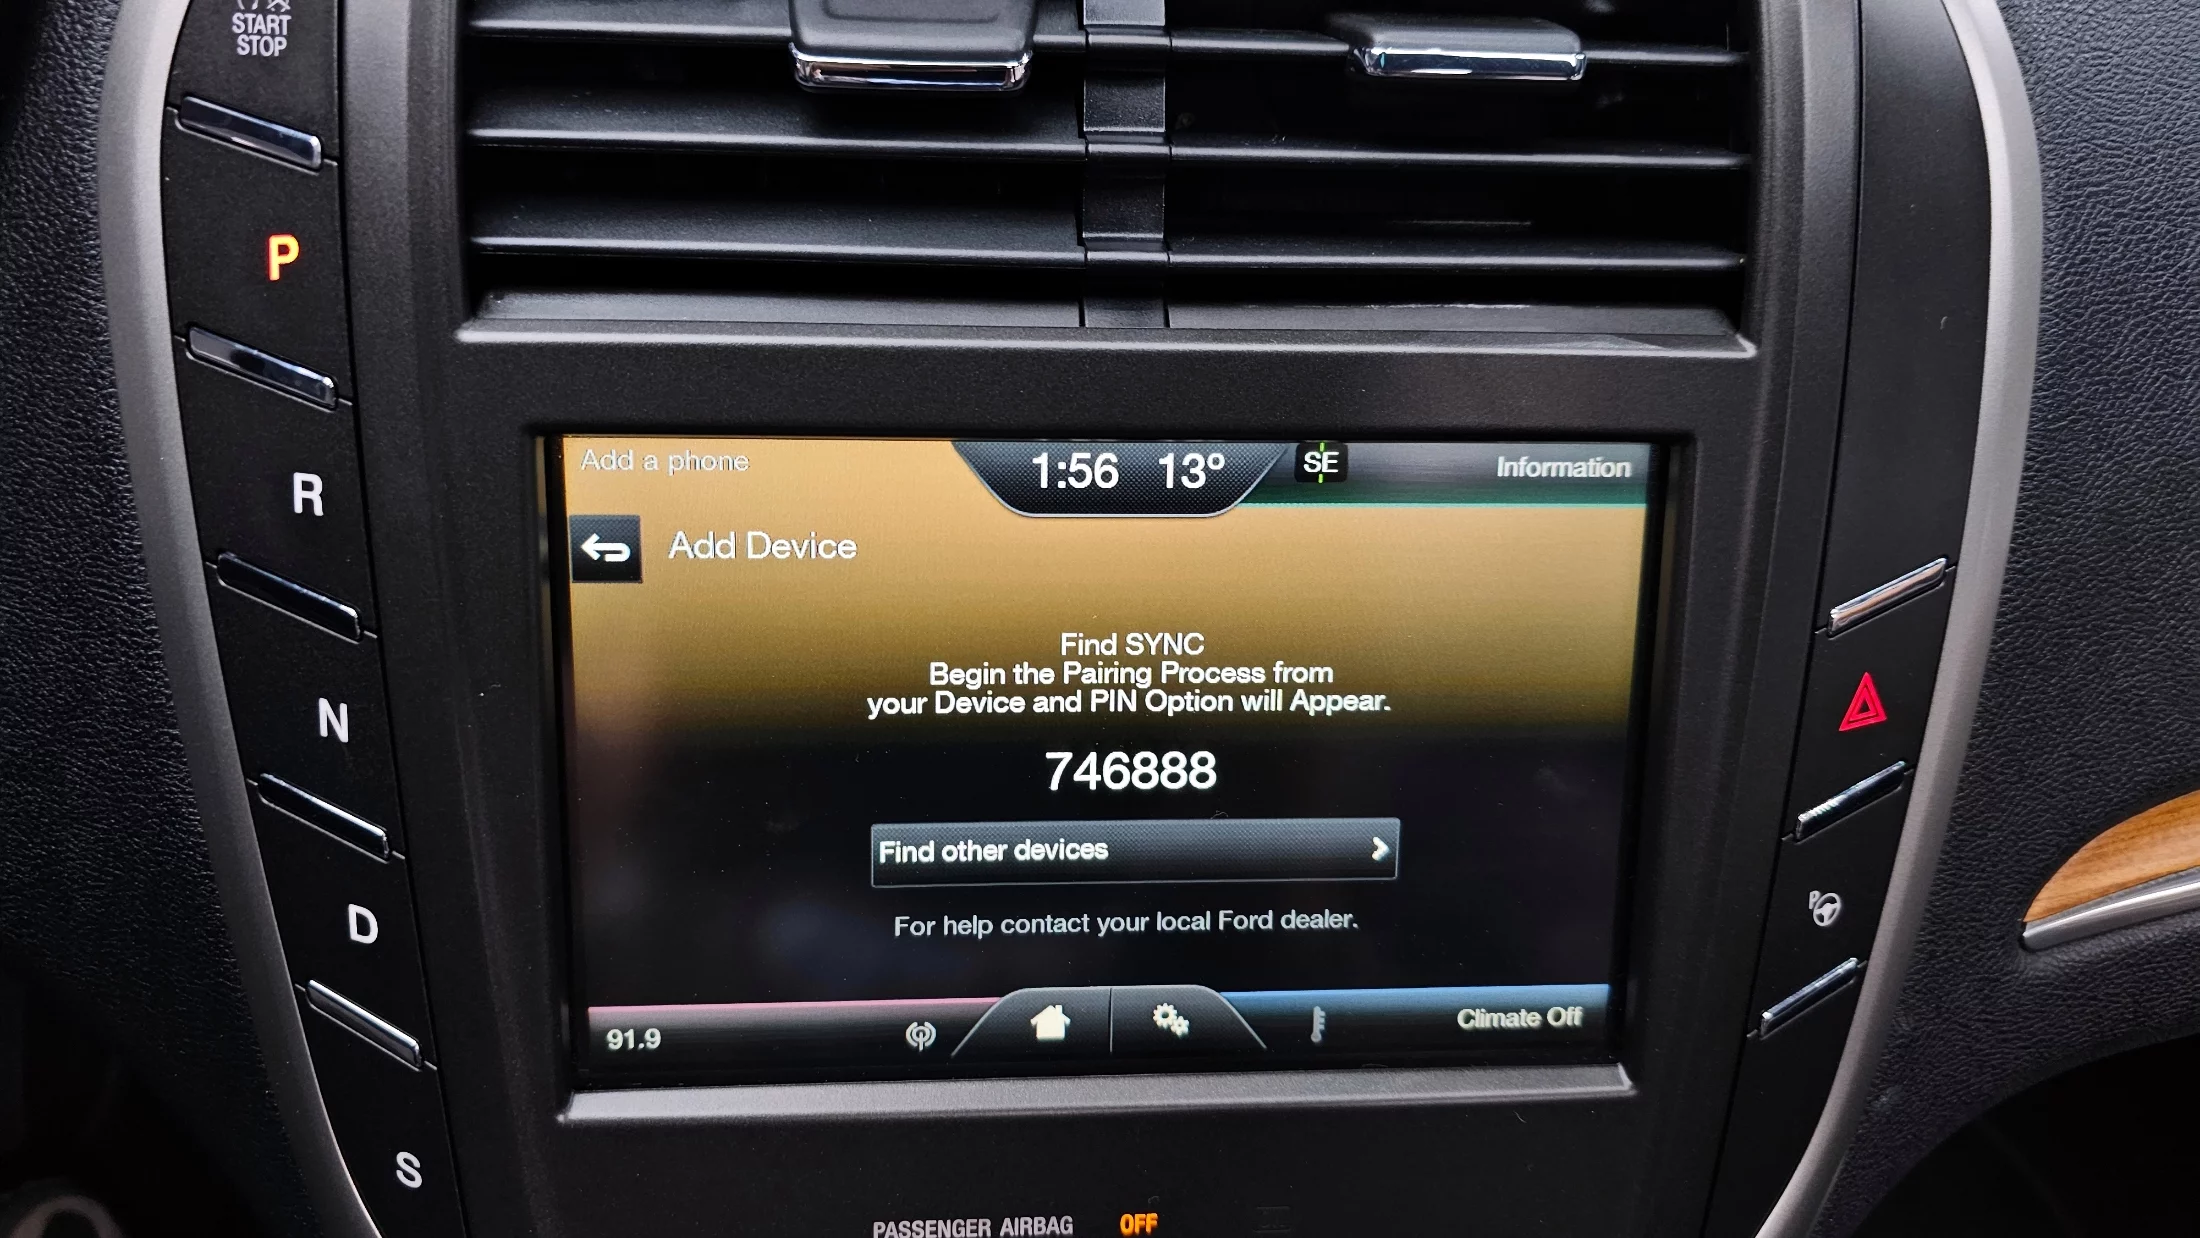 START
STOP
P
R
N
D
S
Add a phone
1:56 13º
SE
Information
Add Device
Find SYNC
Begin the Pairing Process from
your Device and PIN Option will Appear.
746888
Find other devices
For help contact your local Ford dealer.
91.9
Climate Off
P
PASSENGER AIRBAG OFF